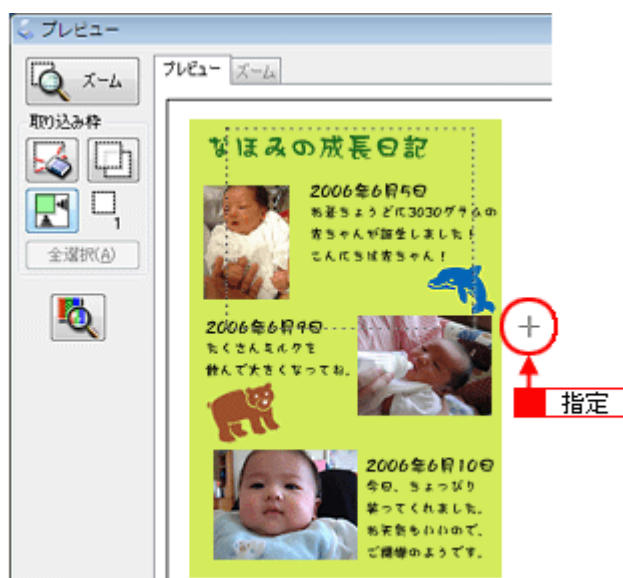 プレビュー
ズーム
プレビュー
ズーム
取り込み枠
1
全選択(A)
なほみの成長日記
2006年6月5日
お昼ちょうどに3030グラムの
赤ちゃんが誕生しました!
こんにちは赤ちゃん!
2006年6月9日
たくさんミルクを
飲んで大きくなってね。
指定
2006年6月10日
今日、ちょっぴり
笑ってくれました。
お天気もいいので、
ご機嫌のようです。